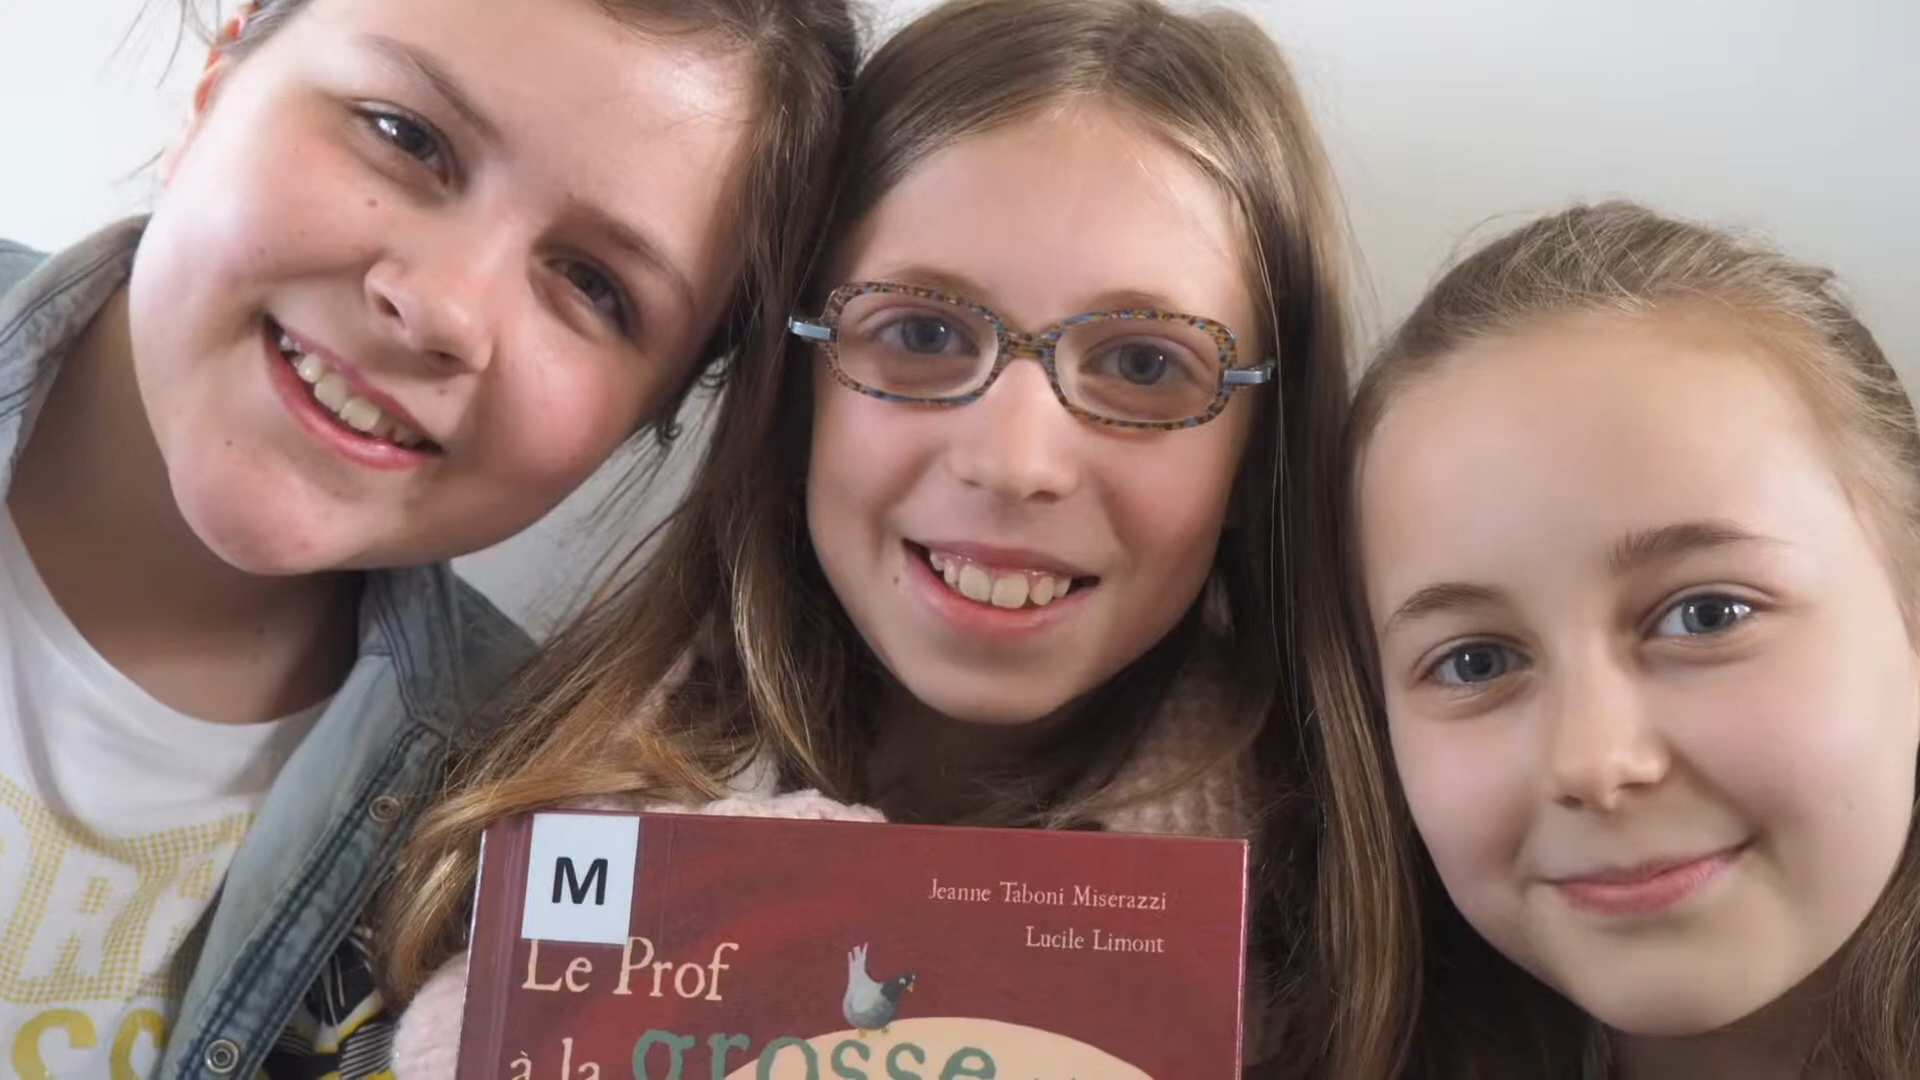 M
Jeanne Taboni Misérazzi
Lucile Limont
Le Prof
à la grosse